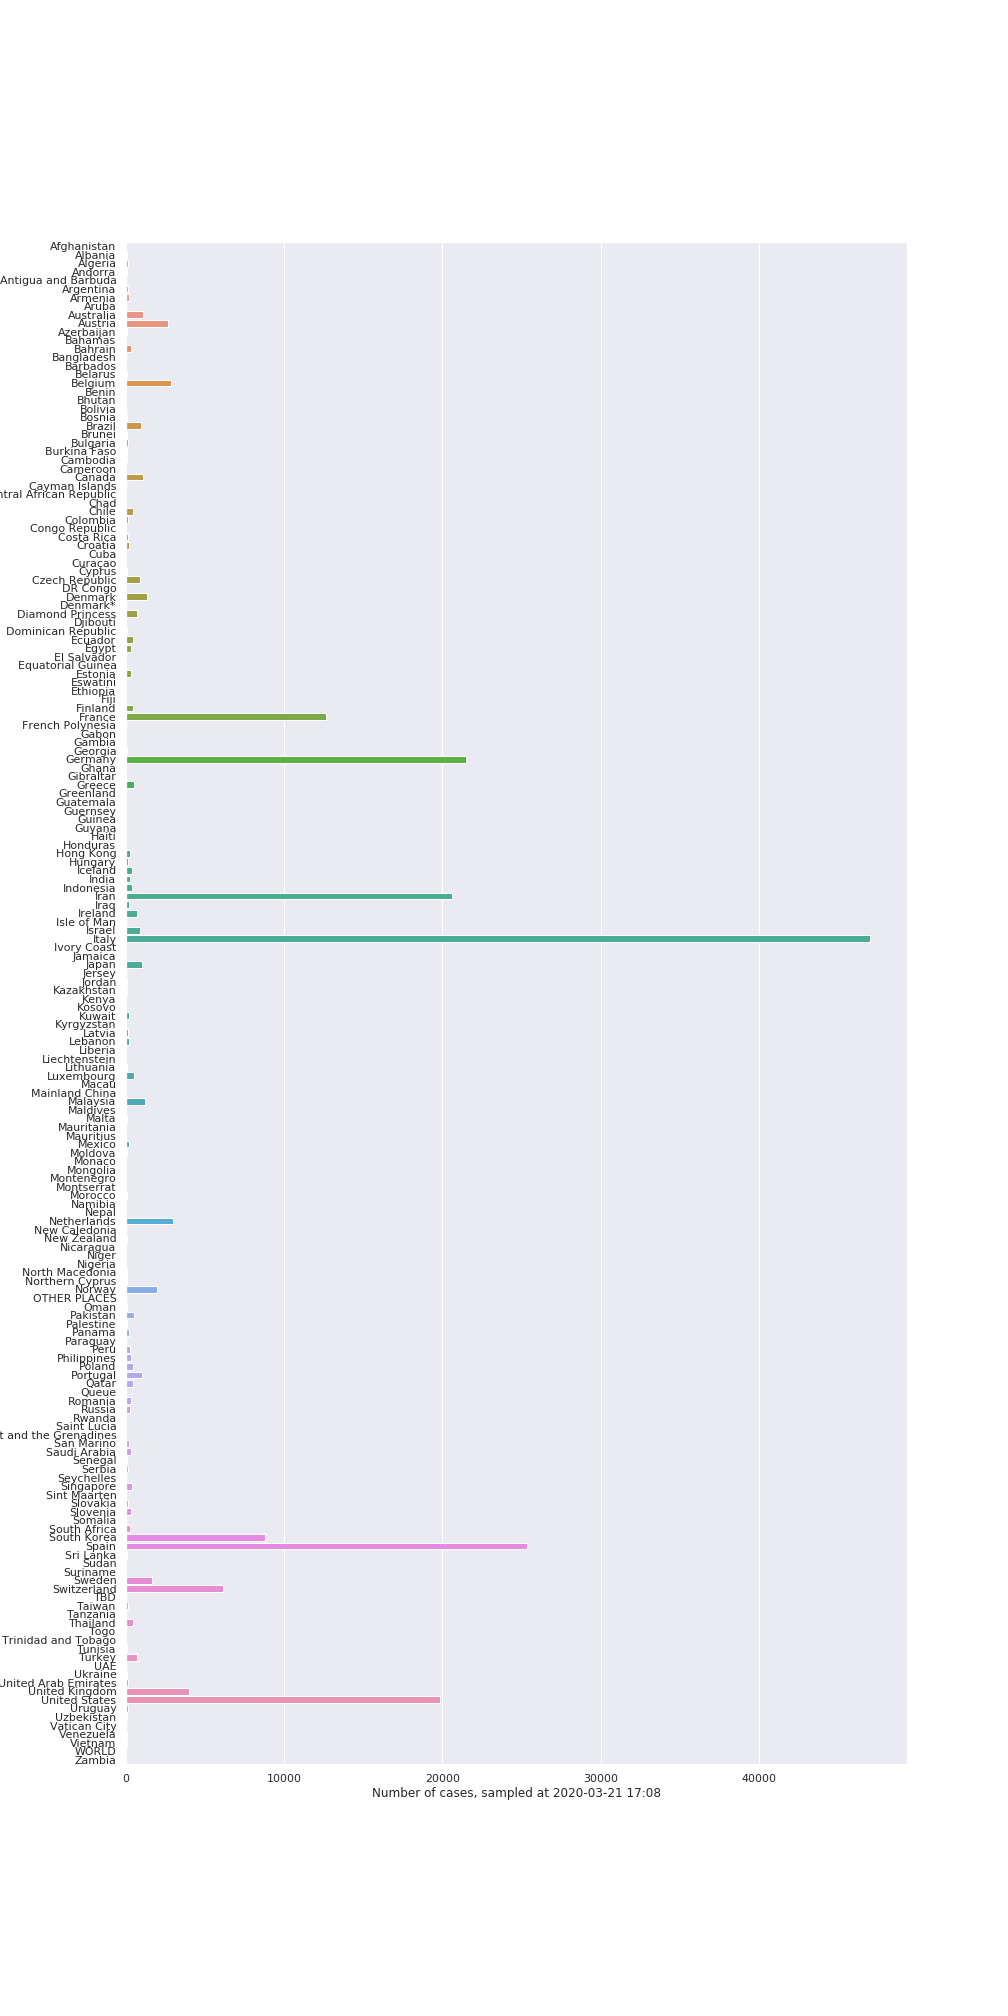 Afghanistan
Albania
Algeria
Andorra
Antigua and Barbuda
Argentina
Armenia
Aruba
Australia
Austria
Azerbaijan
Bahamas
Bahrain
Bangladesh
Barbados
Belarus
Belgium
Benin
Bhutan
Bolivia
Bosnia
Brazil
Brunei
Bulgaria
Burkina Faso
Cambodia
Cameroon
Canada
Cayman Islands
ntral African Republic
Chad
Chile
Colombia
Congo Republic
Costa Rica
Croatia
Cuba
Curaçao
Cyprus
Czech Republic
DR Congo
Denmark
Denmark*
Diamond Princess
Djibouti
Dominican Republic
Ecuador
Egypt
El Salvador
Equatorial Guinea
Estonia
Eswatini
Ethiopia
Fiji
Finland
France
French Polynesia
Gabon
Gambia
Georgia
Germany
Ghana
Gibraltar
Greece
Greenland
Guatemala
Guernsey
Guinea
Guyana
Haiti
Honduras
Hong Kong
Hungary
Iceland
India
Indonesia
Iran
Iraq
Ireland
Isle of Man
Israel
Italy
Ivory Coast
Jamaica
Japan
Jersey
Jordan
Kazakhstan
Kenya
Kosovo
Kuwait
Kyrgyzstan
Latvia
Lebanon
Liberia
Liechtenstein
Lithuania
Luxembourg
Macau
Mainland China
Malaysia
Maldives
Malta
Mauritania
Mauritius
Mexico
Moldova
Monaco
Mongolia
Montenegro
Montserrat
Morocco
Namibia
Nepal
Netherlands
New Caledonia
New Zealand
Nicaragua
Niger
Nigeria
North Macedonia
Northern Cyprus
Norway
OTHER PLACES
Oman
Pakistan
Palestine
Panama
Paraguay
Peru
Philippines
Poland
Portugal
Qatar
Queue
Romania
Russia
Rwanda
Saint Lucia
t and the Grenadines
San Marino
Saudi Arabia
Senegal
Serbia
Seychelles
Singapore
Sint Maarten
Slovakia
Slovenia
Somalia
South Africa
South Korea
Spain
Sri Lanka
Sudan
Suriname
Sweden
Switzerland
TBD
Taiwan
Tanzania
Thailand
Togo
Trinidad and Tobago
Tunisia
Turkey
UAE
Ukraine
United Arab Emirates
United Kingdom
United States
Uruguay
Uzbekistan
Vatican City
Venezuela
Vietnam
WORLD
Zambia
0 10000 20000 30000 40000
Number of cases, sampled at 2020-03-21 17:08